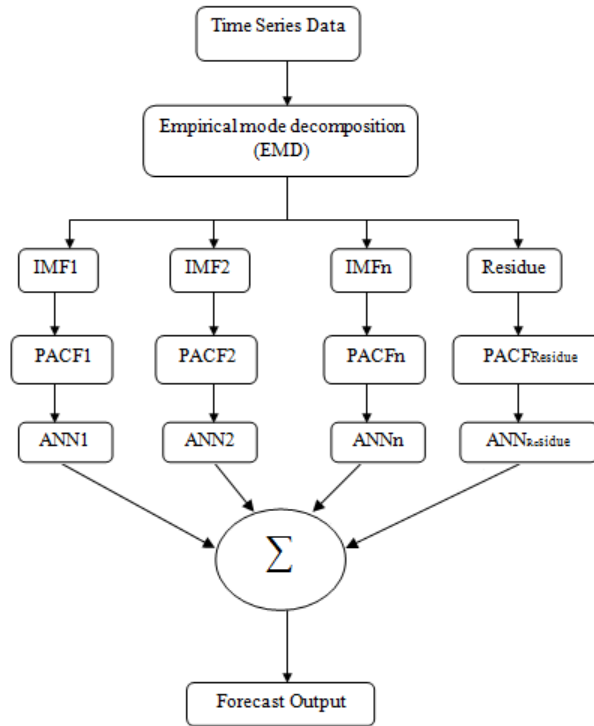 Time Series Data
Empirical mode decomposition
(EMD)
IMF1
IMF2
IMFn
Residue
PACF1
PACF2
PACFn
PACFResidue
ANN1
ANN2
ANNn
ANNResidue
∑
Forecast Output